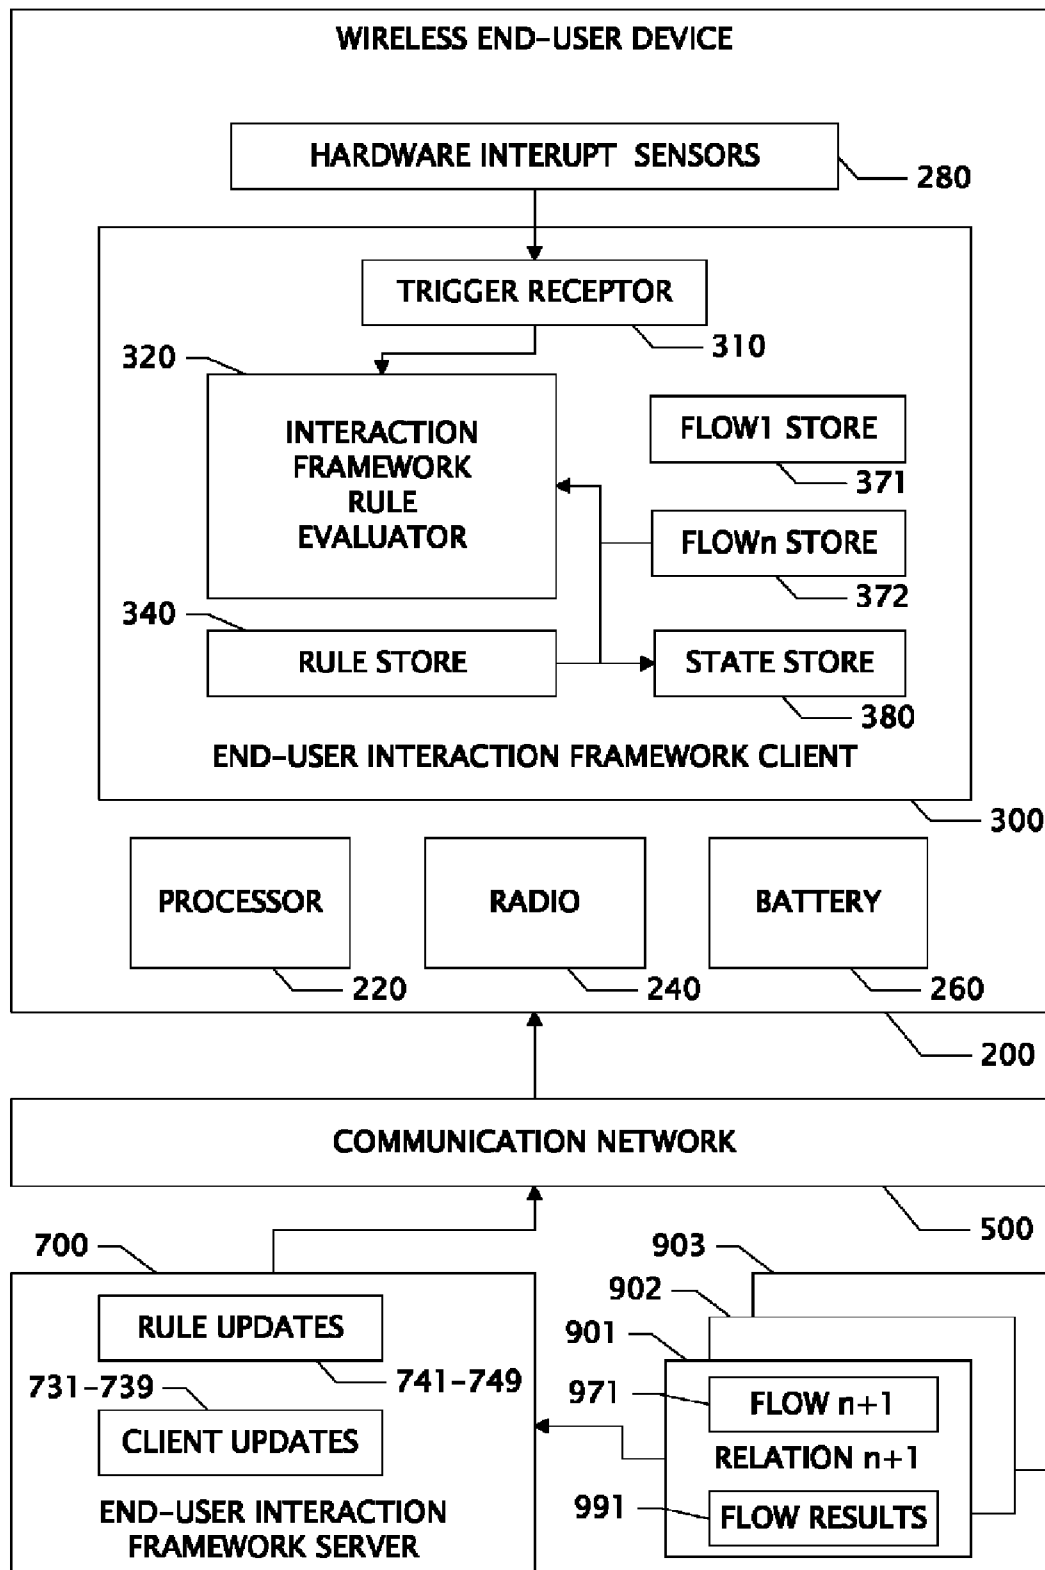 WIRELESS END-USER DEVICE
HARDWARE INTERUPT SENSORS
280
TRIGGER RECEPTOR
310
320
INTERACTION
FRAMEWORK
RULE
EVALUATOR
FLOW1 STORE
371
FLOWn STORE
372
340
RULE STORE
STATE STORE
380
END-USER INTERACTION FRAMEWORK CLIENT
300
PROCESSOR
RADIO
BATTERY
220
240
260
200
COMMUNICATION NETWORK
500
700
903
902
901
RULE UPDATES
741-749
731-739
CLIENT UPDATES
971
FLOW n+1
RELATION n+1
991
FLOW RESULTS
END-USER INTERACTION
FRAMEWORK SERVER